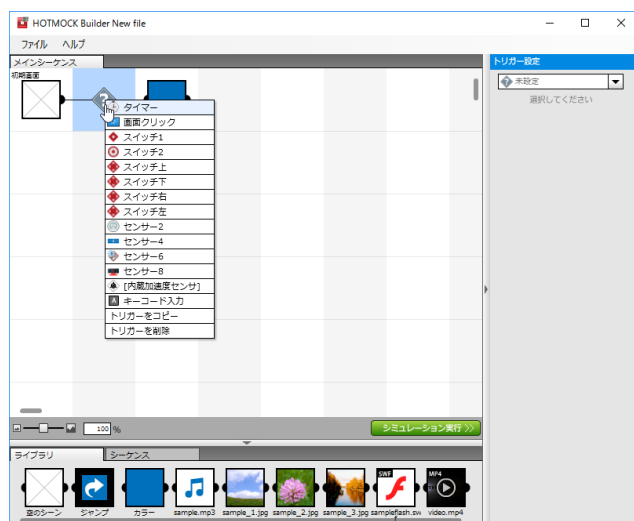 HOTMOCK Builder New file
ファイル ヘルプ
メインシーケンス
トリガー設定
初期画面
未設定
選択してください
タイマー
画面クリック
スイッチ1
スイッチ2
スイッチ上
スイッチ下
スイッチ右
スイッチ左
センサー2
センサー4
センサー6
センサー8
[内蔵加速度センサ]
キーコード入力
トリガーをコピー
トリガーを削除
100 %
シミュレーション実行
ライブラリ シーケンス
SWF MP4
空のシーン ジャンプ カラー sample.mp3 sample_1.jpg sample_2.jpg sample_3.jpg sampleflash.sw video.mp4